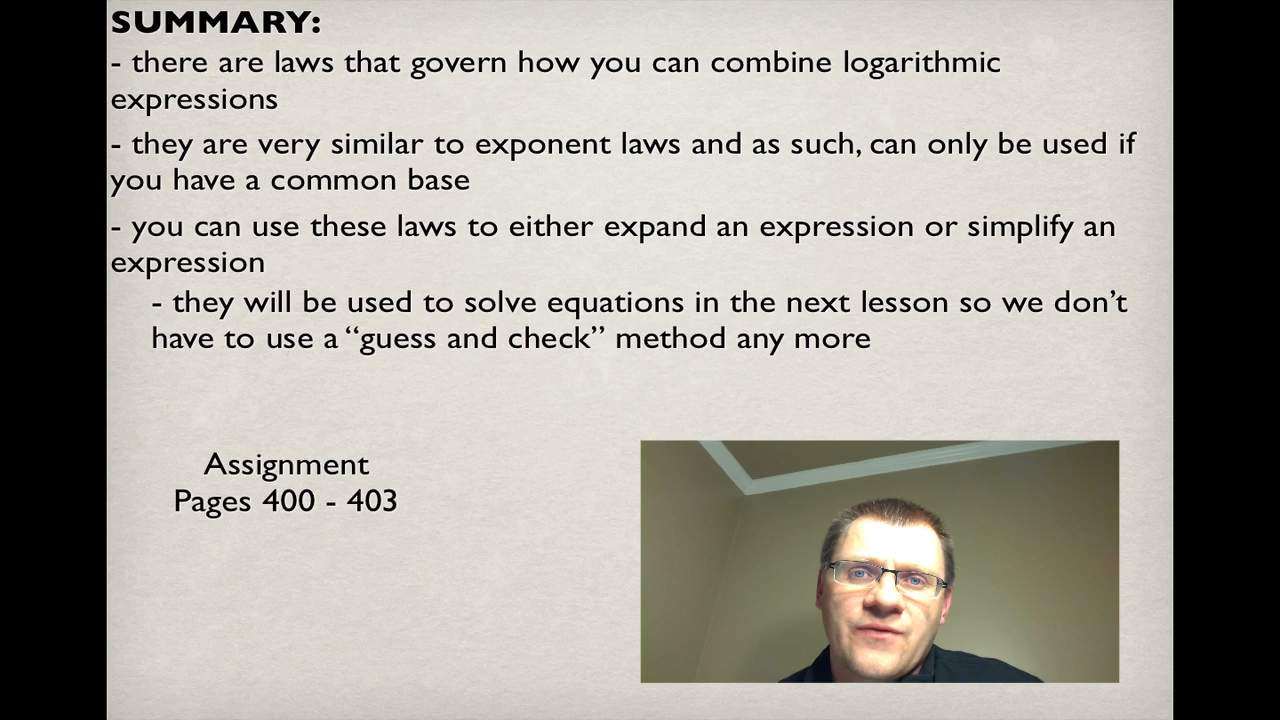 SUMMARY:
- there are laws that govern how you can combine logarithmic
expressions
- they are very similar to exponent laws and as such, can only be used if
you have a common base
- you can use these laws to either expand an expression or simplify an
expression
- they will be used to solve equations in the next lesson so we don’t
have to use a “guess and check” method any more
Assignment
Pages 400 - 403